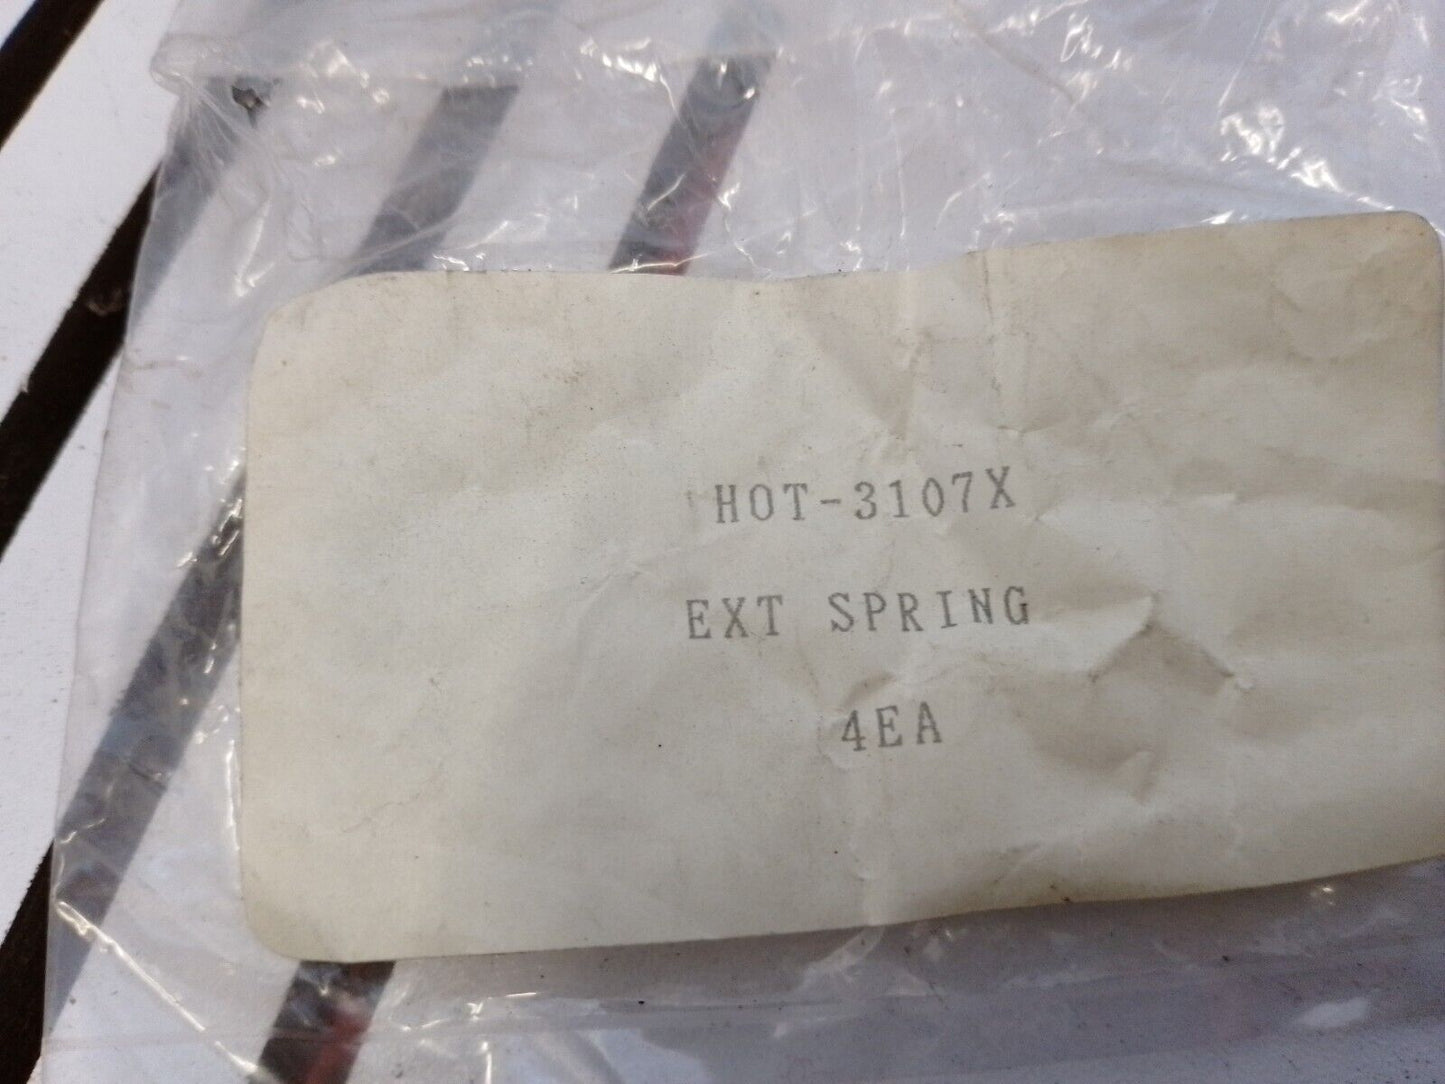 HOT-3107X
EXT SPRING
4EA